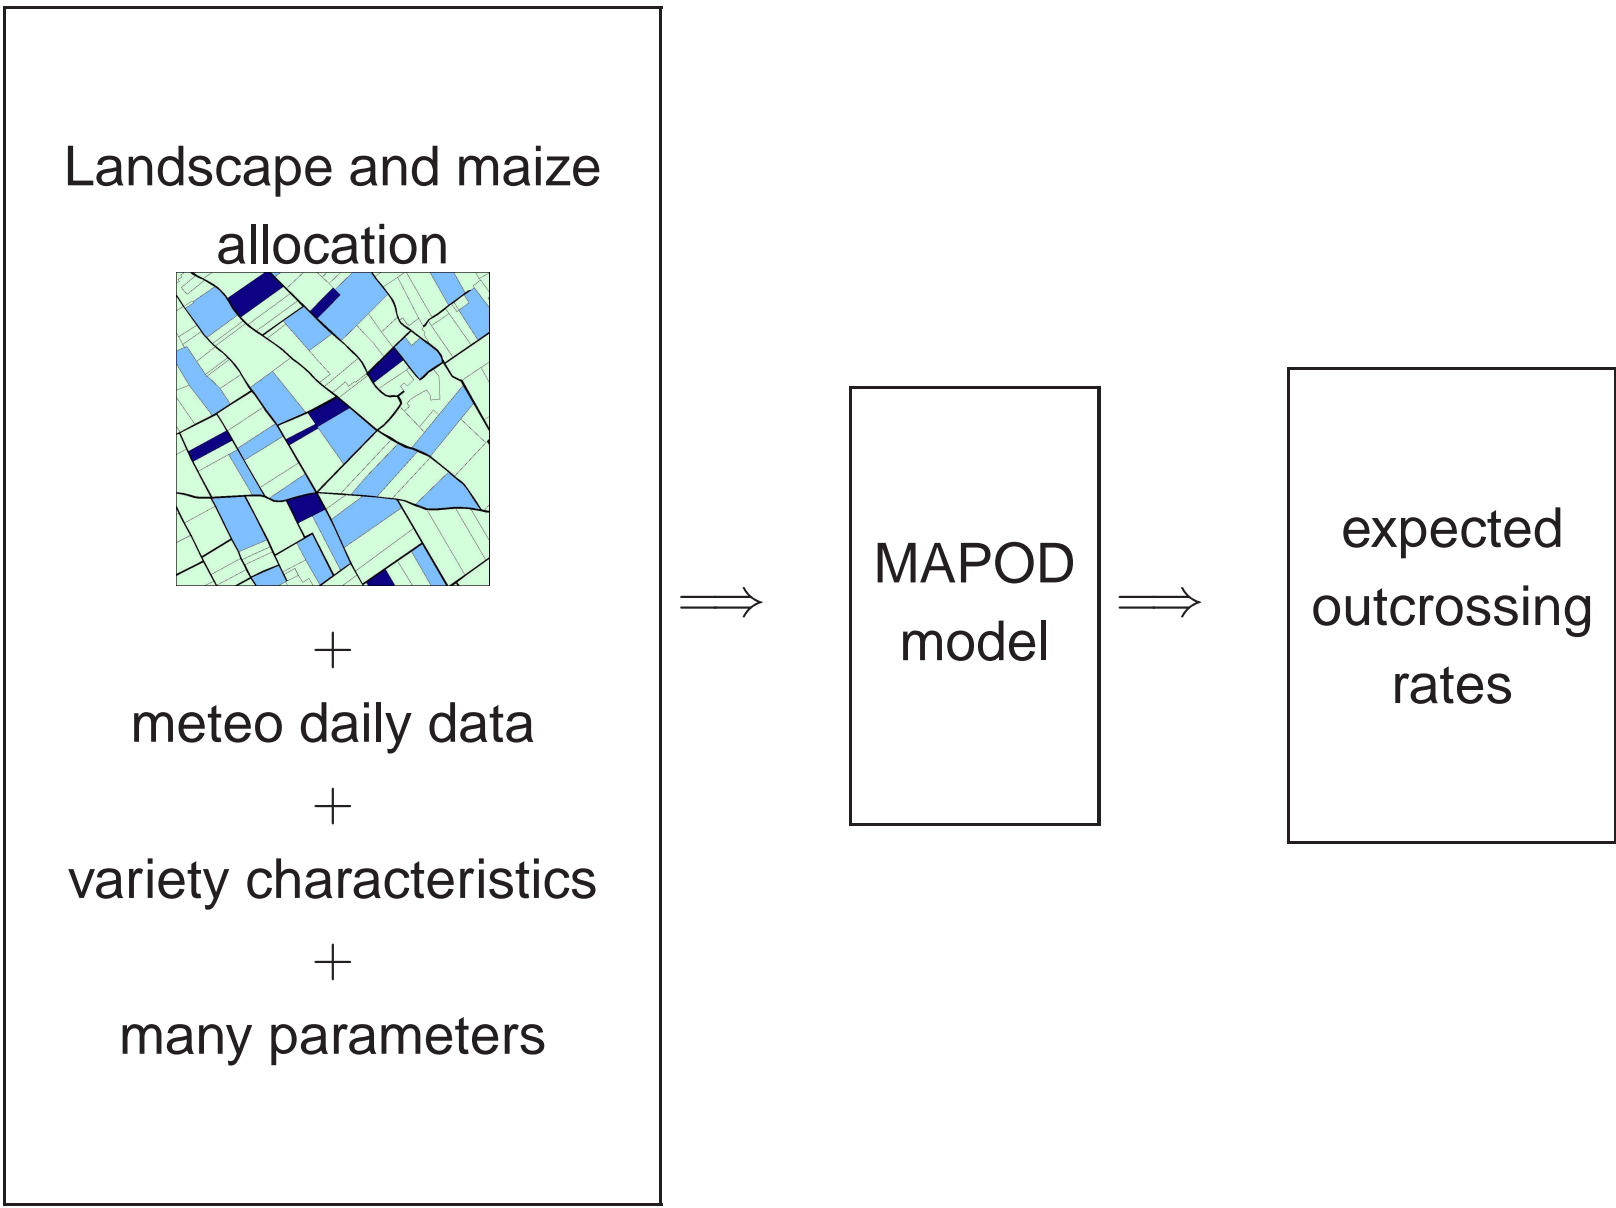 Landscape and maize
allocation
+
meteo daily data
+
variety characteristics
+
many parameters
⟹
MAPOD
model
⟹
expected
outcrossing
rates